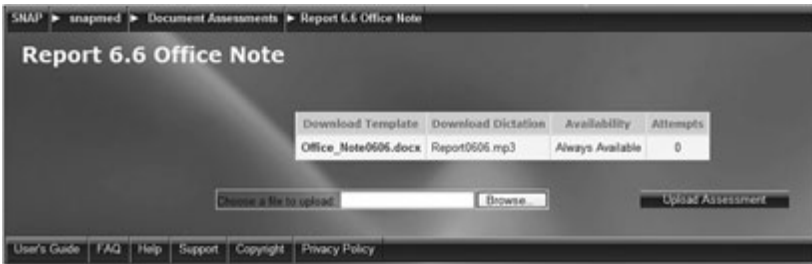 SNAP ► snapmed ► Document Assessments ► Report 6.6 Office Note
Report 6.6 Office Note
Download Template Download Dictation Availability Attempts
Office_Note0606.docx Report0606.mp3 Always Available 0
Choose a file to upload: Browse... Upload Assessment
User's Guide FAQ Help Support Copyright Privacy Policy